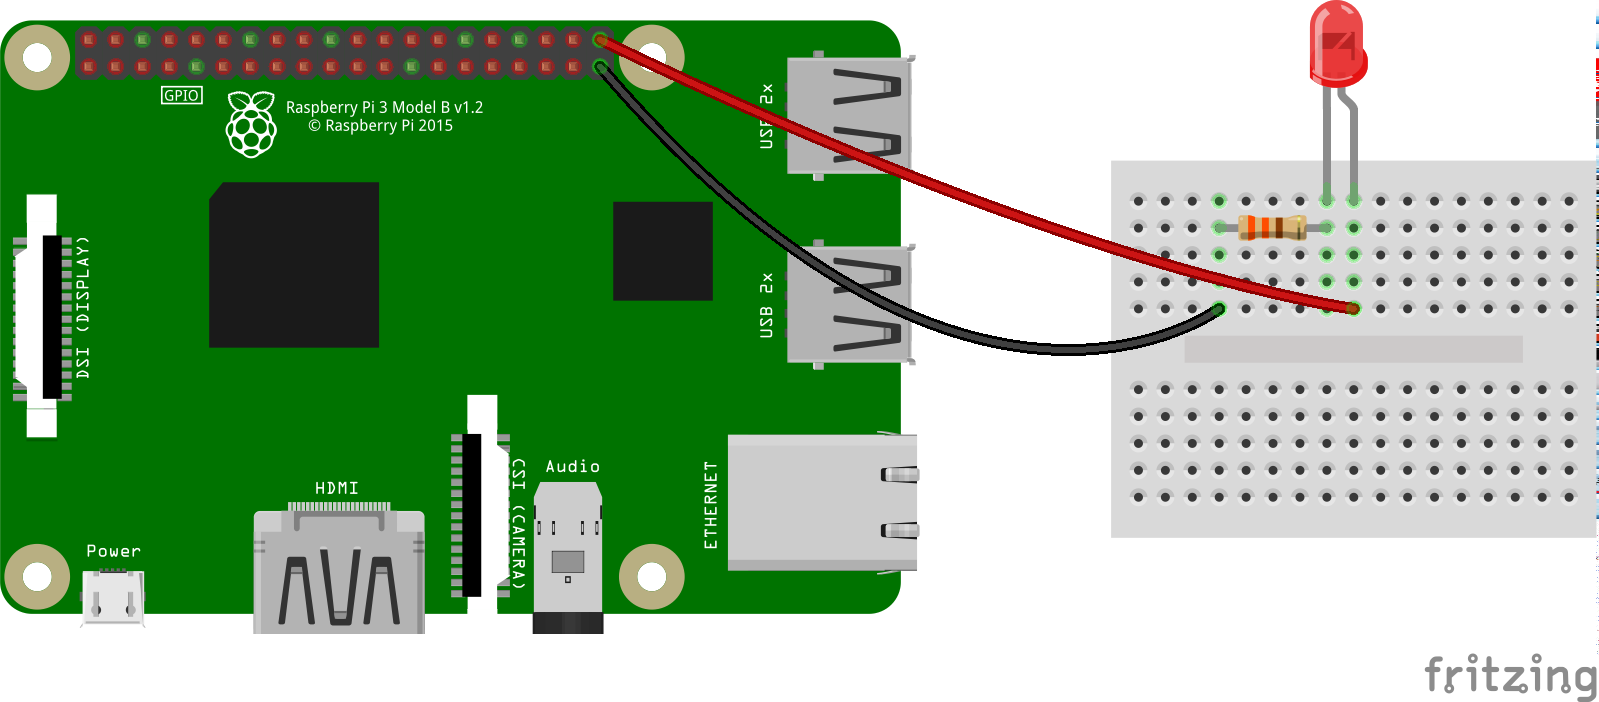 GPIO
Raspberry Pi 3 Model B v1.2
© Raspberry Pi 2015
USB 2x
DSI (DISPLAY)
USB 2x
Audio
CSI (CAMERA)
ETHERNET
HDMI
Power
fritzing